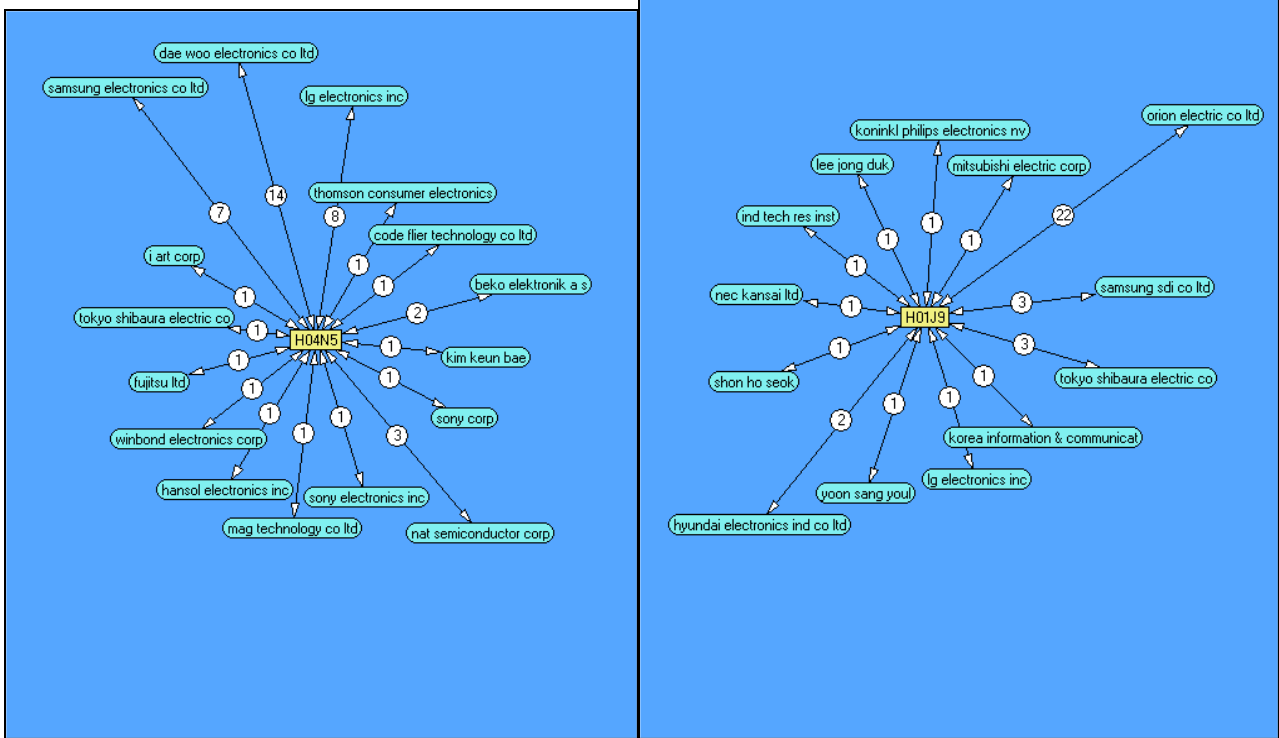 dae woo electronics co ltd
samsung electronics co ltd
lg electronics inc
14
thomson consumer electronics
7
8
code flier technology co ltd
i art corp
1
1
beko elektronik a s
1
2
tokyo shibaura electric co
1
H04N5
1
kim keun bae
1
1
fujitsu ltd
1
1
1
1
3
sony corp
winbond electronics corp
hansol electronics inc
sony electronics inc
mag technology co ltd
nat semiconductor corp
orion electric co ltd
koninkl philips electronics nv
lee jong duk
mitsubishi electric corp
ind tech res inst
22
1
1
1
1
samsung sdi co ltd
nec kansai ltd
1
3
H01J9
1
3
shon ho seok
1
tokyo shibaura electric co
2
1
1
korea information & communicat
lg electronics inc
yoon sang youl
hyundai electronics ind co ltd